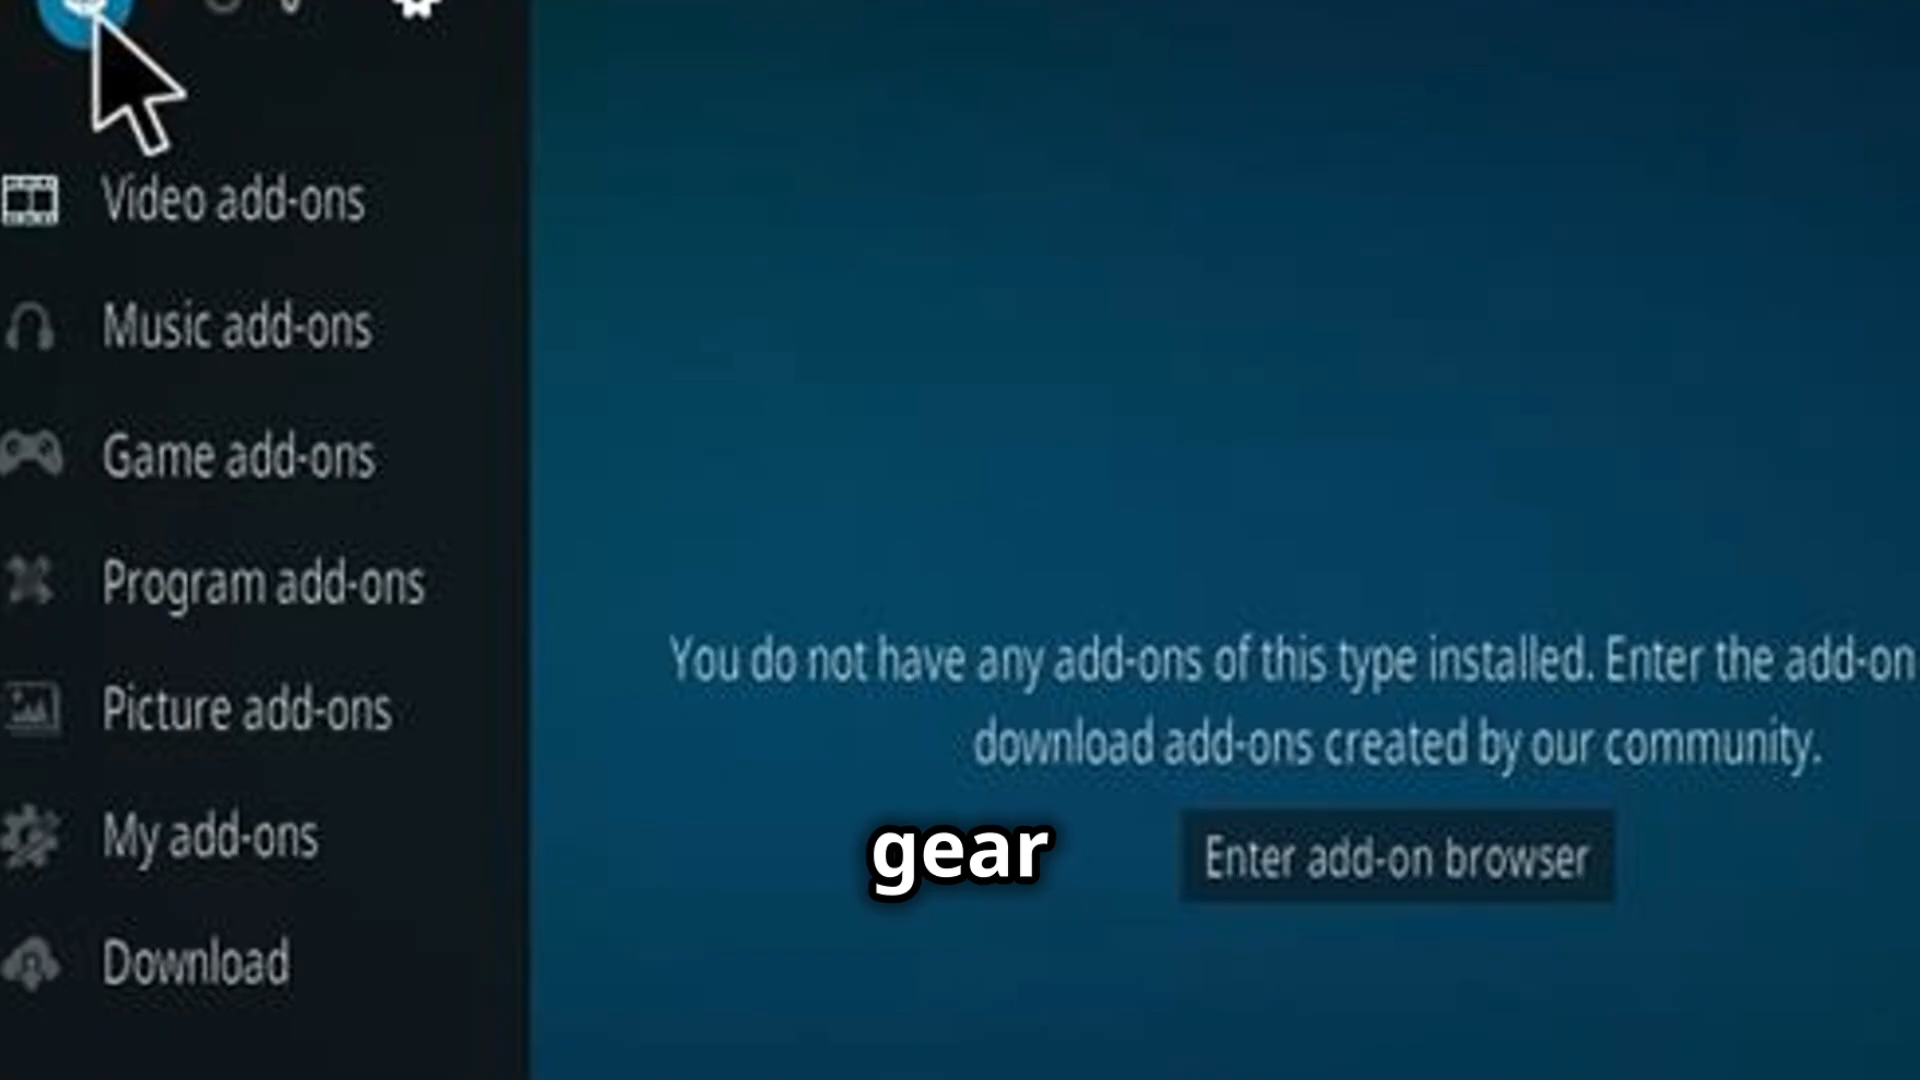 Video add-ons
Music add-ons
Game add-ons
Program add-ons
Picture add-ons
My add-ons
Download
You do not have any add-ons of this type installed. Enter the add-on
download add-ons created by our community.
gear
Enter add-on browser